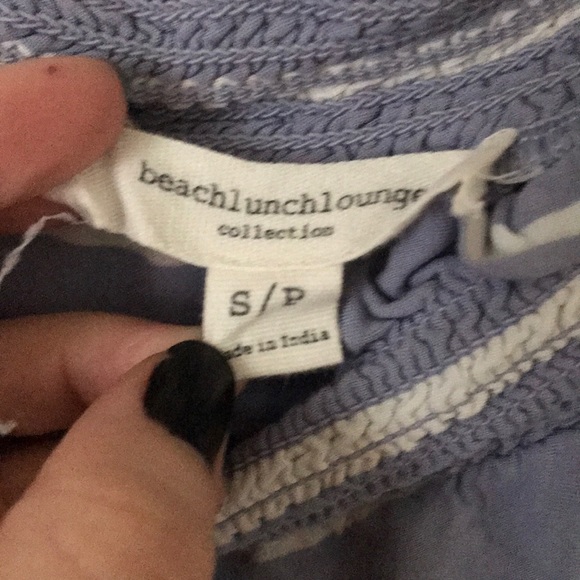 beachlunchlounge
collection
S/P
made in India